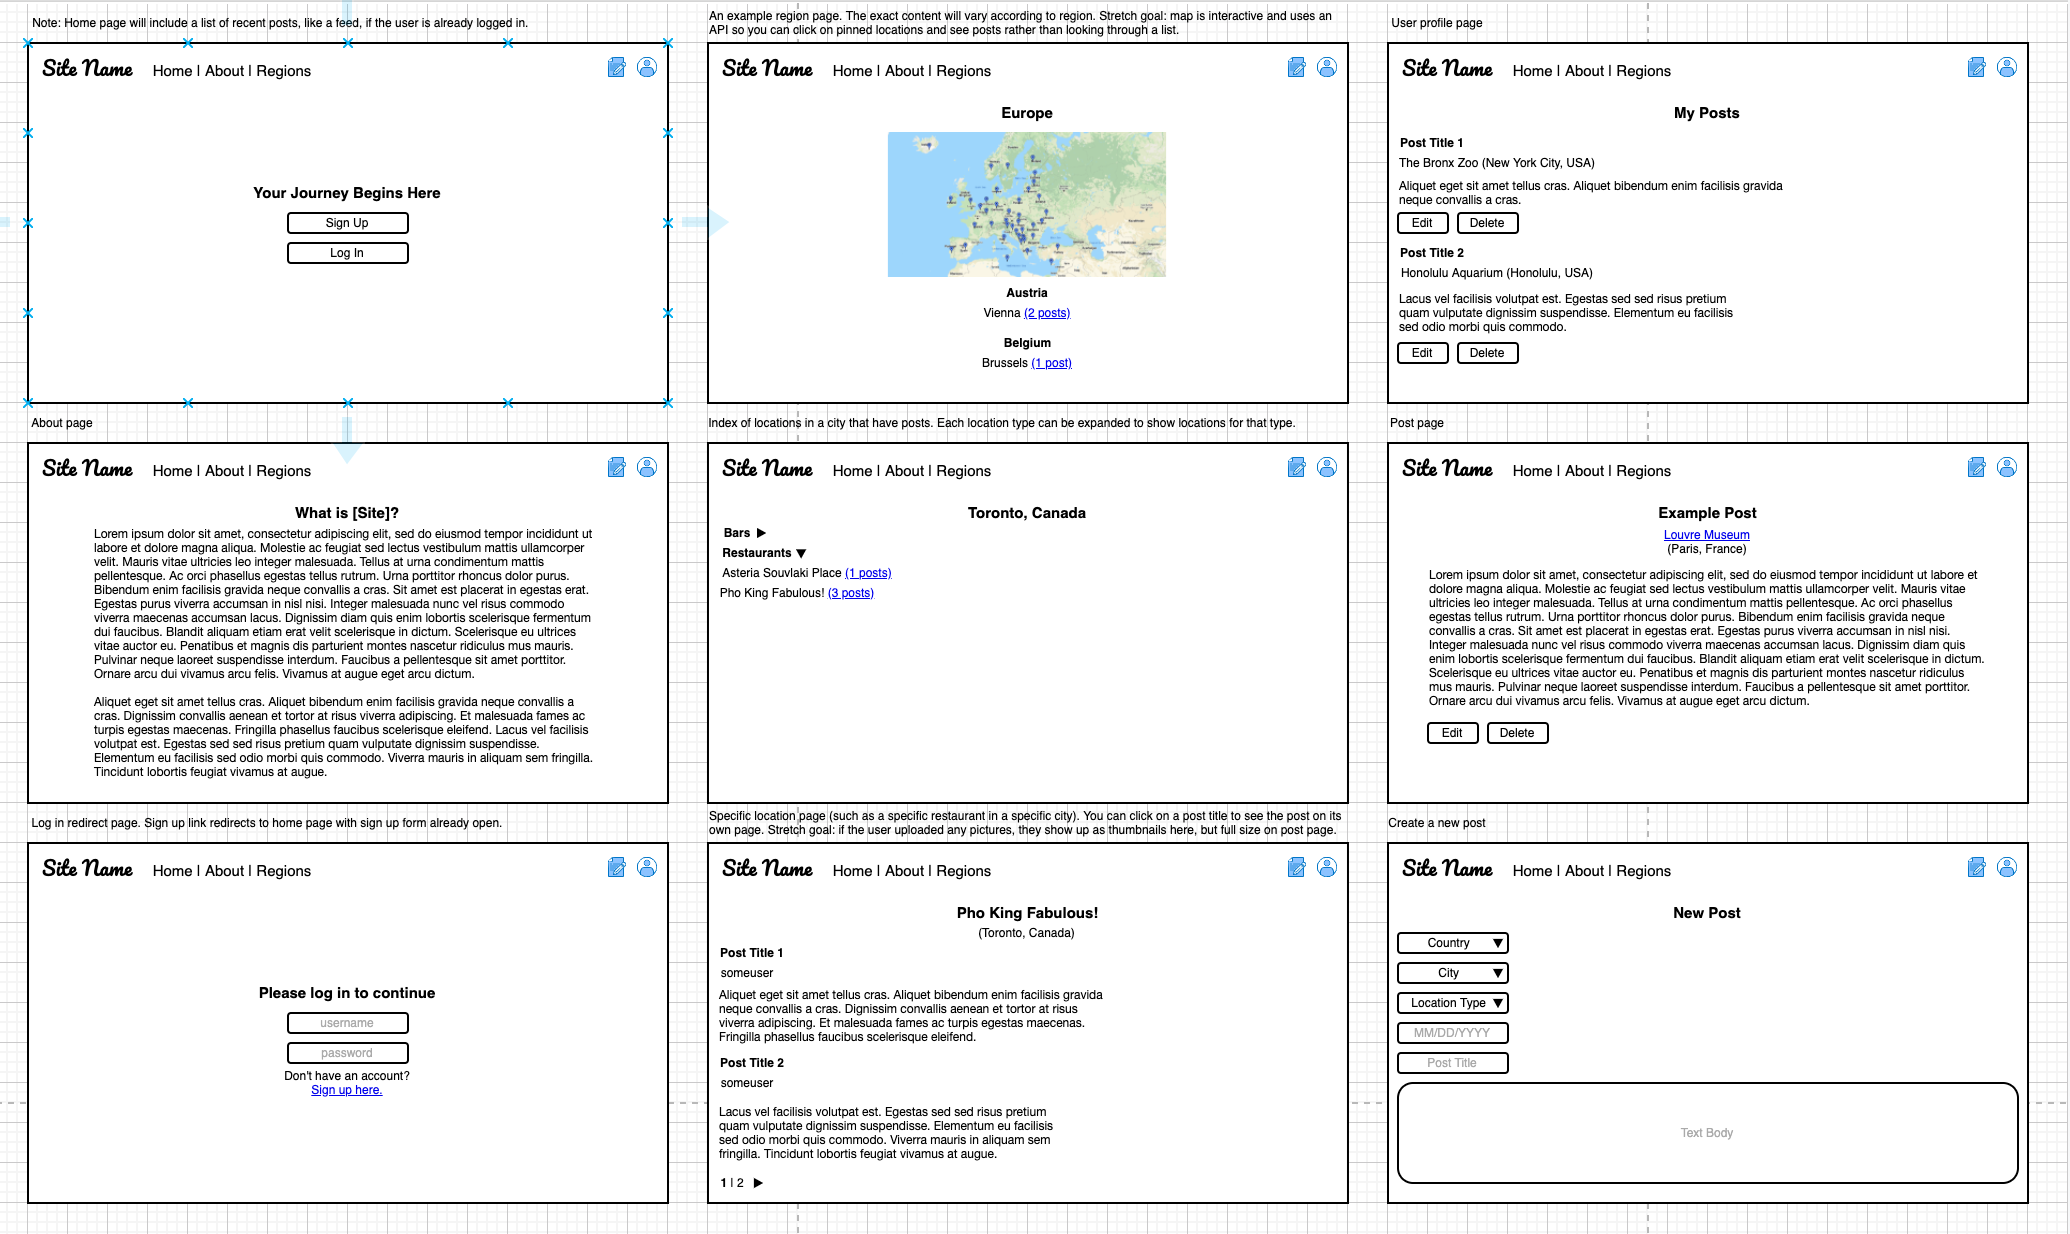 Note: Home page will include a list of recent posts, like a feed, if the user is already logged in.
Site Name
Home | About | Regions
Your Journey Begins Here
Sign Up
Log In
An example region page. The exact content will vary according to region. Stretch goal: map is interactive and uses an
API so you can click on pinned locations and see posts rather than looking through a list.
Site Name
Home | About | Regions
Europe
Austria
Vienna (2 posts)
Belgium
Brussels (1 post)
User profile page
Site Name
Home | About | Regions
My Posts
Post Title 1
The Bronx Zoo (New York City, USA)
Aliquet eget sit amet tellus cras. Aliquet bibendum enim facilisis gravida
neque convallis a cras.
Edit
Delete
Post Title 2
Honolulu Aquarium (Honolulu, USA)
Lacus vel facilisis volutpat est. Egestas sed sed risus pretium
quam vulputate dignissim suspendisse. Elementum eu facilisis
sed odio morbi quis commodo.
Edit
Delete
About page
Site Name
Home | About | Regions
What is [Site]?
Lorem ipsum dolor sit amet, consectetur adipiscing elit, sed do eiusmod tempor incididunt ut
labore et dolore magna aliqua. Molestie ac feugiat sed lectus vestibulum mattis ullamcorper
velit. Mauris vitae ultricies leo integer malesuada. Tellus at urna condimentum mattis
pellentesque. Ac orci phasellus egestas tellus rutrum. Urna porttitor rhoncus dolor purus.
Bibendum enim facilisis gravida neque convallis a cras. Sit amet est placerat in egestas erat.
Egestas purus viverra accumsan in nisl nisi. Integer malesuada nunc vel risus commodo
viverra maecenas accumsan lacus. Dignissim diam quis enim lobortis scelerisque fermentum
dui faucibus. Blandit aliquam etiam erat velit scelerisque in dictum. Scelerisque eu ultrices
vitae auctor eu. Penatibus et magnis dis parturient montes nascetur ridiculus mus mauris.
Pulvinar neque laoreet suspendisse interdum. Faucibus a pellentesque sit amet porttitor.
Ornare arcu dui vivamus arcu felis. Vivamus at augue eget arcu dictum.
Aliquet eget sit amet tellus cras. Aliquet bibendum enim facilisis gravida neque convallis a
cras. Dignissim convallis aenean et tortor at risus viverra adipiscing. Et malesuada fames ac
turpis egestas maecenas. Fringilla phasellus faucibus scelerisque eleifend. Lacus vel facilisis
volutpat est. Egestas sed sed risus pretium quam vulputate dignissim suspendisse.
Elementum eu facilisis sed odio morbi quis commodo. Viverra mauris in aliquam sem fringilla.
Tincidunt lobortis feugiat vivamus at augue.
Index of locations in a city that have posts. Each location type can be expanded to show locations for that type.
Site Name
Home | About | Regions
Toronto, Canada
Bars ▶
Restaurants ▼
Asteria Souvlaki Place (1 posts)
Pho King Fabulous! (3 posts)
Post page
Site Name
Home | About | Regions
Example Post
Louvre Museum
(Paris, France)
Lorem ipsum dolor sit amet, consectetur adipiscing elit, sed do eiusmod tempor incididunt ut labore et
dolore magna aliqua. Molestie ac feugiat sed lectus vestibulum mattis ullamcorper velit. Mauris vitae
ultricies leo integer malesuada. Tellus at urna condimentum mattis pellentesque. Ac orci phasellus
egestas tellus rutrum. Urna porttitor rhoncus dolor purus. Bibendum enim facilisis gravida neque
convallis a cras. Sit amet est placerat in egestas erat. Egestas purus viverra accumsan in nisl nisi.
Integer malesuada nunc vel risus commodo viverra maecenas accumsan lacus. Dignissim diam quis
enim lobortis scelerisque fermentum dui faucibus. Blandit aliquam etiam erat velit scelerisque in dictum.
Scelerisque eu ultrices vitae auctor eu. Penatibus et magnis dis parturient montes nascetur ridiculus
mus mauris. Pulvinar neque laoreet suspendisse interdum. Faucibus a pellentesque sit amet porttitor.
Ornare arcu dui vivamus arcu felis. Vivamus at augue eget arcu dictum.
Edit
Delete
Log in redirect page. Sign up link redirects to home page with sign up form already open.
Site Name
Home | About | Regions
Please log in to continue
username
password
Don't have an account?
Sign up here.
Specific location page (such as a specific restaurant in a specific city). You can click on a post title to see the post on its
own page. Stretch goal: if the user uploaded any pictures, they show up as thumbnails here, but full size on post page.
Site Name
Home | About | Regions
Pho King Fabulous!
(Toronto, Canada)
Post Title 1
someuser
Aliquet eget sit amet tellus cras. Aliquet bibendum enim facilisis gravida
neque convallis a cras. Dignissim convallis aenean et tortor at risus
viverra adipiscing. Et malesuada fames ac turpis egestas maecenas.
Fringilla phasellus faucibus scelerisque eleifend.
Post Title 2
someuser
Lacus vel facilisis volutpat est. Egestas sed sed risus pretium
quam vulputate dignissim suspendisse. Elementum eu facilisis
sed odio morbi quis commodo. Viverra mauris in aliquam sem
fringilla. Tincidunt lobortis feugiat vivamus at augue.
1 | 2 ▶
Create a new post
Site Name
Home | About | Regions
New Post
Country ▼
City ▼
Location Type ▼
MM/DD/YYYY
Post Title
Text Body